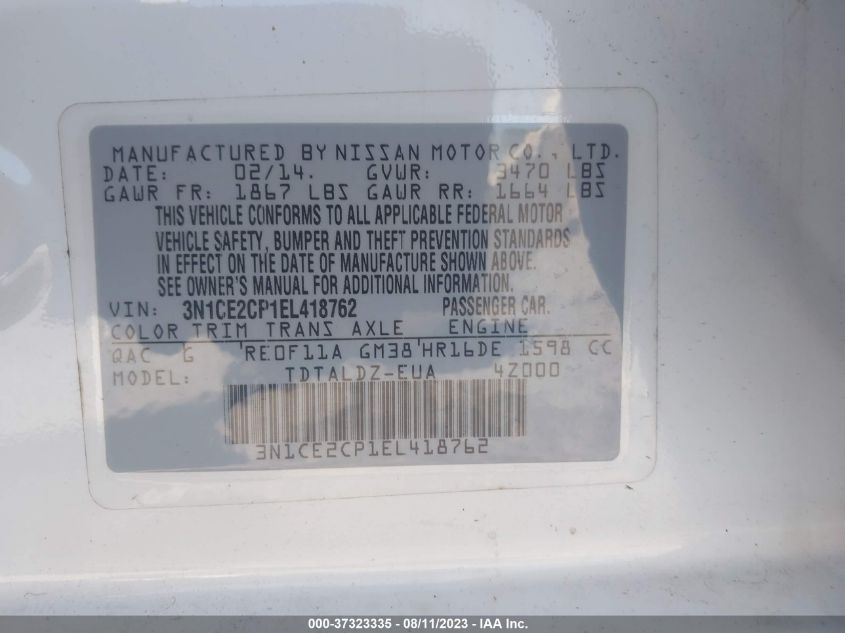 MANUFACTURED BY NISSAN MOTOR CO., LTD.
DATE: 02/14. GVWR: 3470 LBS
GAWR FR: 1867 LBS GAWR RR: 1664 LBS
THIS VEHICLE CONFORMS TO ALL APPLICABLE FEDERAL MOTOR
VEHICLE SAFETY, BUMPER AND THEFT PREVENTION STANDARDS
IN EFFECT ON THE DATE OF MANUFACTURE SHOWN ABOVE.
SEE OWNER'S MANUAL FOR ADDITIONAL INFORMATION.
VIN: 3N1CE2CP1EL418762 PASSENGER CAR.
COLOR TRIM TRANS AXLE ENGINE
QAC G RE0F11A GM38 HR16DE 1598 CC
MODEL: TDTALDZ-EUA 4Z000
3N1CE2CP1EL418762
000-37323335 - 08/11/2023 - IAA Inc.